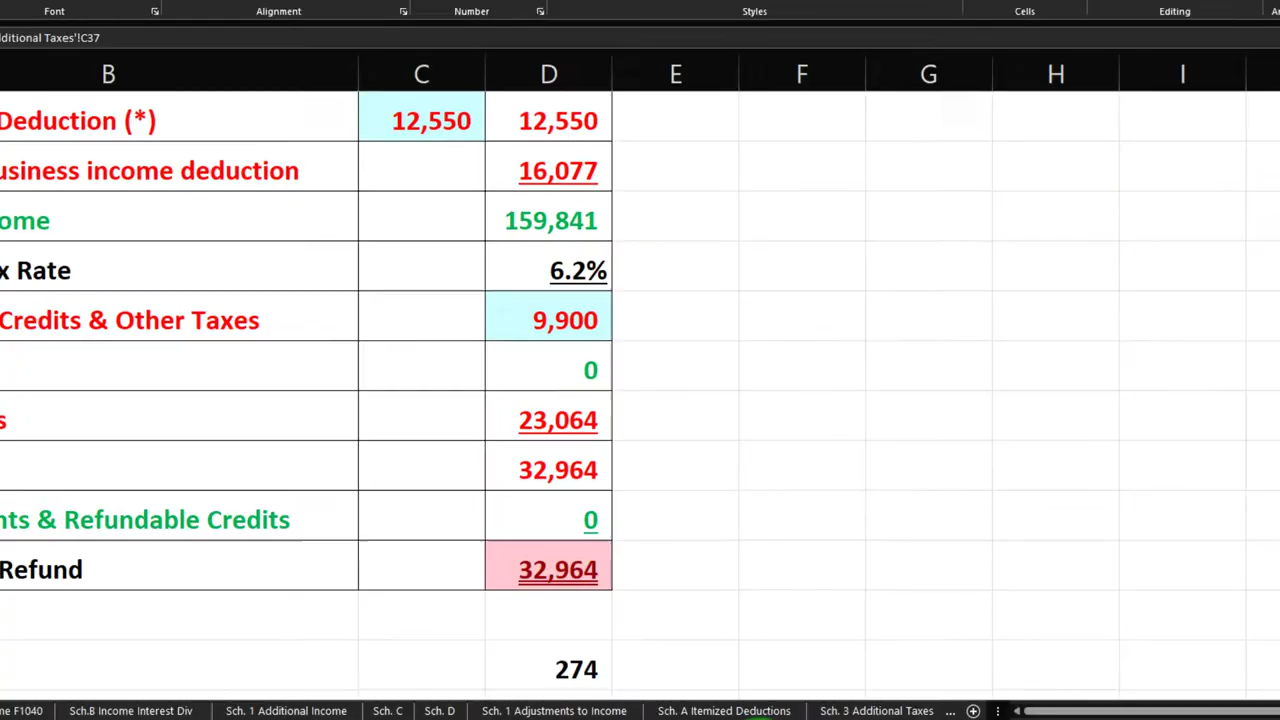 Font Alignment Number Styles Cells Editing
dditional Taxes'!C37
B C D E F G H I
Deduction (*) 12,550 12,550
usiness income deduction 16,077
ome 159,841
x Rate 6.2%
Credits & Other Taxes 9,900
0
s 23,064
32,964
nts & Refundable Credits 0
Refund 32,964
274
me F1040 Sch.B Income Interest Div Sch. 1 Additional Income Sch. C Sch. D Sch. 1 Adjustments to Income Sch. A Itemized Deductions Sch. 3 Additional Taxes ...